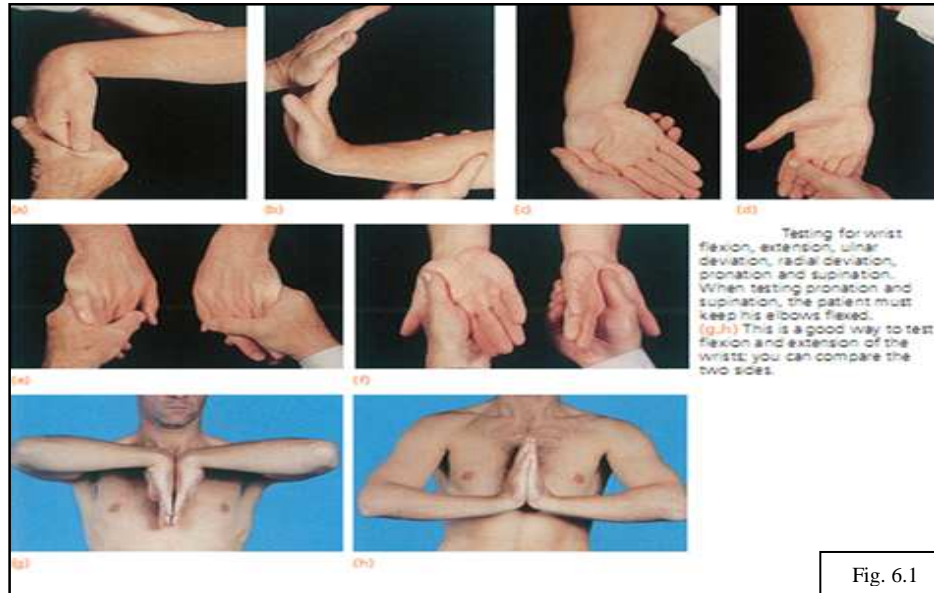 (a)
(b)
(c)
(d)
Testing for wrist
flexion, extension, ulnar
deviation, radial deviation,
pronation and supination.
When testing pronation and
supination, the patient must
keep his elbows flexed.
(g,h) This is a good way to test
flexion and extension of the
wrists; you can compare the
two sides.
(e)
(f)
(g)
(h)
Fig. 6.1